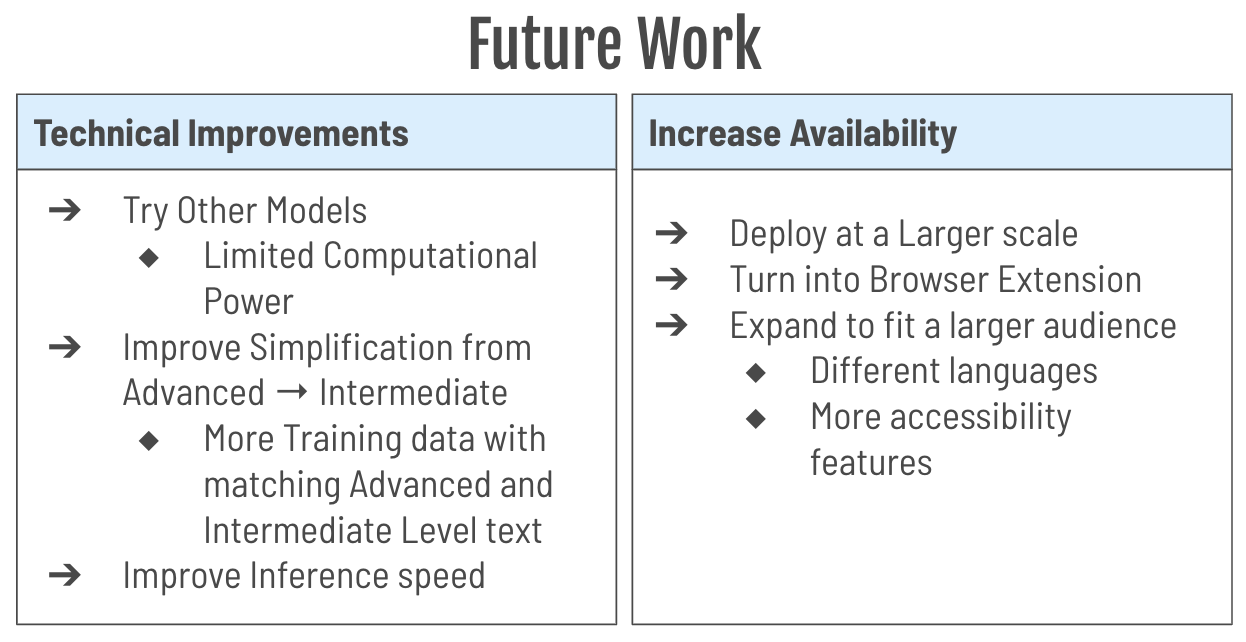 Future Work
Technical Improvements
➔ Try Other Models
◆ Limited Computational
Power
➔ Improve Simplification from
Advanced → Intermediate
◆ More Training data with
matching Advanced and
Intermediate Level text
➔ Improve Inference speed
Increase Availability
➔ Deploy at a Larger scale
➔ Turn into Browser Extension
➔ Expand to fit a larger audience
◆ Different languages
◆ More accessibility
features